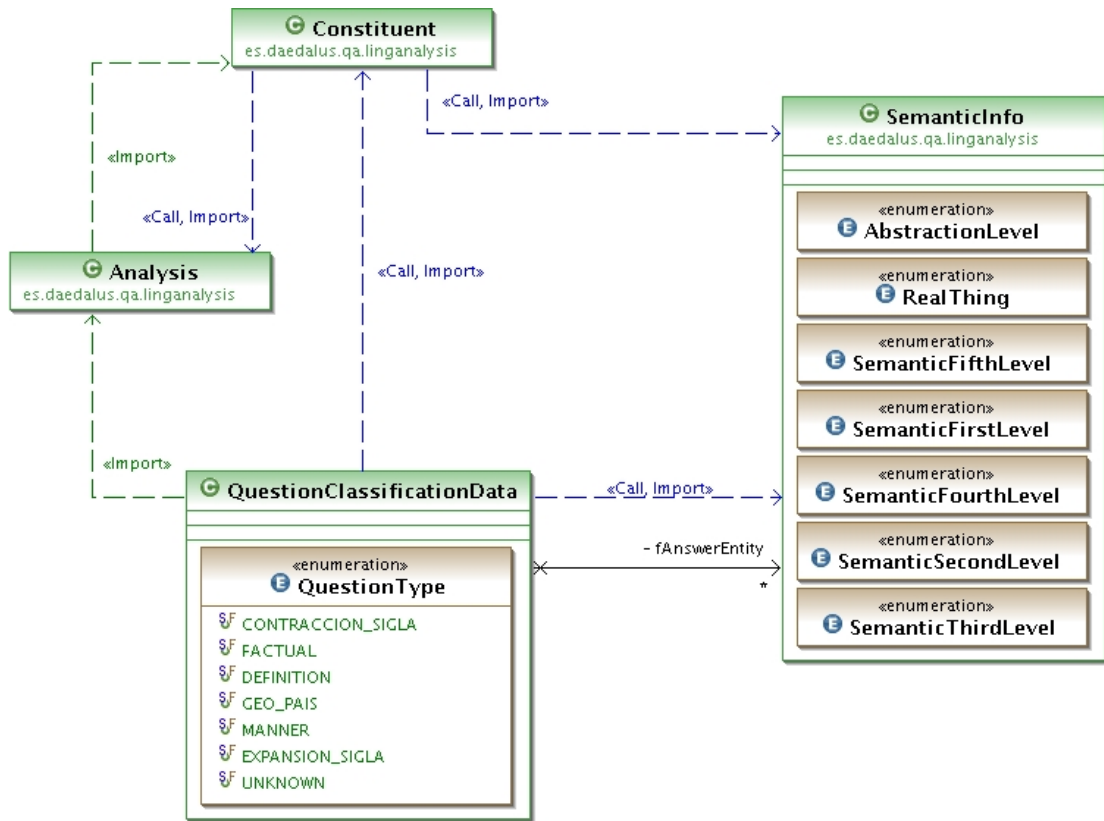 Constituent
es.daedalus.qa.linganalysis
«Call, Import»
SemanticInfo
es.daedalus.qa.linganalysis
«Import»
«enumeration»
AbstractionLevel
«Call, Import»
Analysis
es.daedalus.qa.linganalysis
«Call, Import»
«enumeration»
RealThing
«enumeration»
SemanticFifthLevel
«enumeration»
SemanticFirstLevel
«enumeration»
SemanticFourthLevel
«enumeration»
SemanticSecondLevel
«enumeration»
SemanticThirdLevel
«Import»
QuestionClassificationData
«Call, Import»
- fAnswerEntity
*
«enumeration»
QuestionType
CONTRACCION_SIGLA
FACTUAL
DEFINITION
GEO_PAIS
MANNER
EXPANSION_SIGLA
UNKNOWN